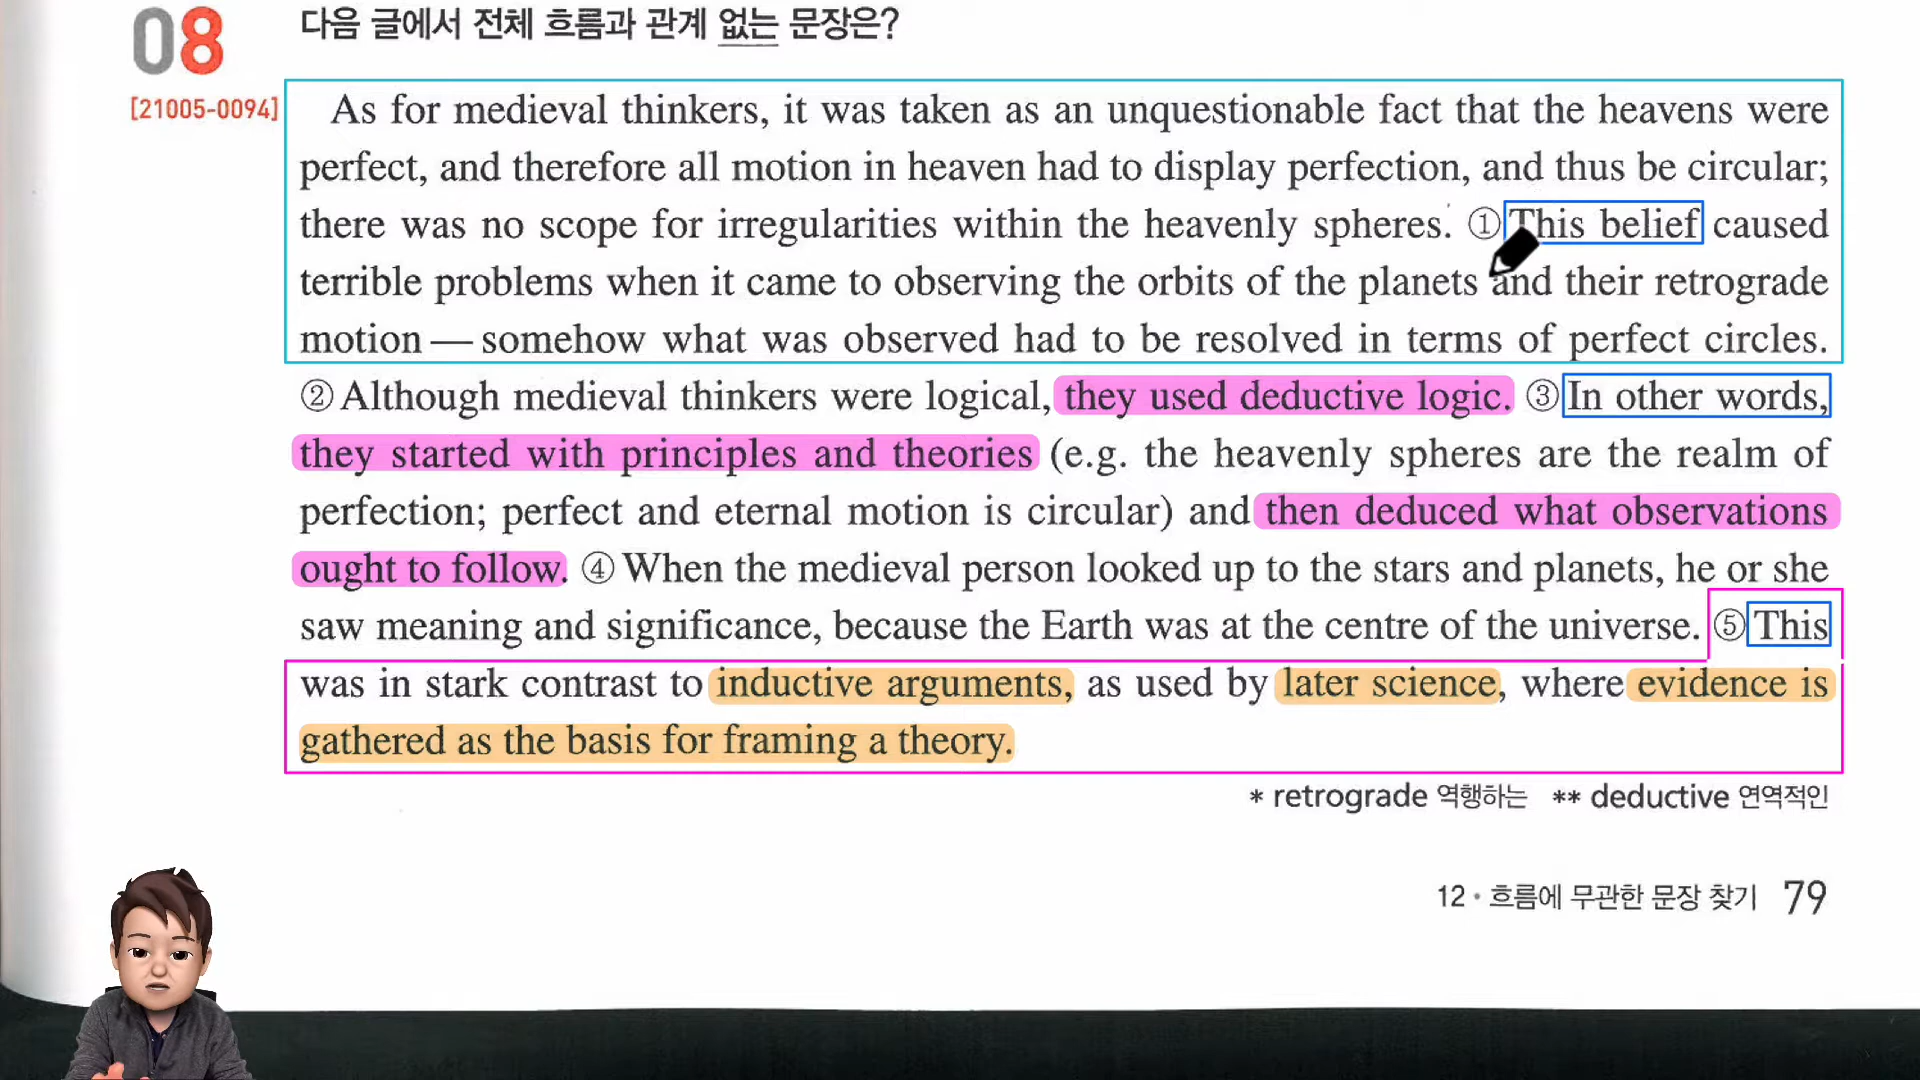 08
다음 글에서 전체 흐름과 관계 없는 문장은?
[21005-0094]
As for medieval thinkers, it was taken as an unquestionable fact that the heavens were
perfect, and therefore all motion in heaven had to display perfection, and thus be circular;
there was no scope for irregularities within the heavenly spheres. ① This belief caused
terrible problems when it came to observing the orbits of the planets and their retrograde
motion — somehow what was observed had to be resolved in terms of perfect circles.
② Although medieval thinkers were logical, they used deductive logic. ③ In other words,
they started with principles and theories (e.g. the heavenly spheres are the realm of
perfection; perfect and eternal motion is circular) and then deduced what observations
ought to follow. ④ When the medieval person looked up to the stars and planets, he or she
saw meaning and significance, because the Earth was at the centre of the universe. ⑤ This
was in stark contrast to inductive arguments, as used by later science, where evidence is
gathered as the basis for framing a theory.
* retrograde 역행하는 ** deductive 연역적인
12 • 흐름에 무관한 문장 찾기 79